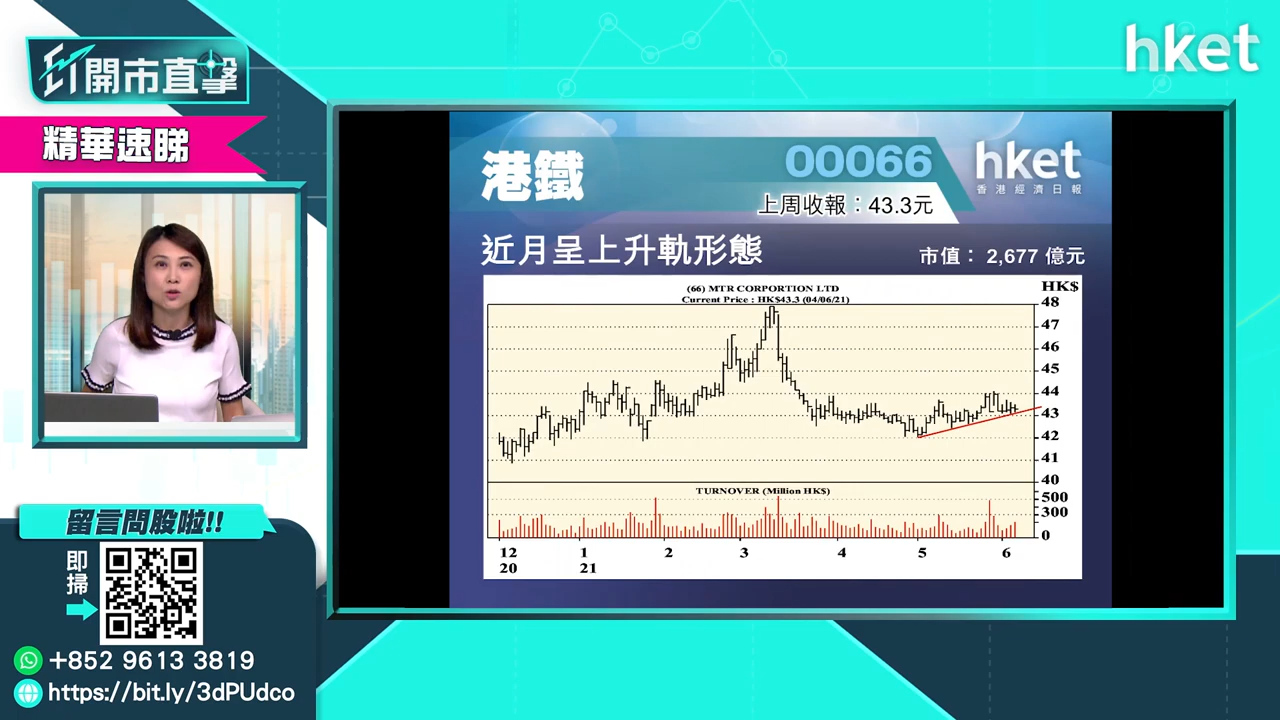 ET開市直擊
hket
精華速睇
港鐵
00066
hket
香港經濟日報
上周收報：43.3元
近月呈上升軌形態
市值： 2,677 億元
(66) MTR CORPORTION LTD
Current Price : HK$43.3 (04/06/21)
HK$
48
47
46
45
44
43
42
41
40
TURNOVER (Million HK$)
500
300
0
12 1 2 3 4 5 6
20 21
留言問股啦!!
即掃
+852 9613 3819
https://bit.ly/3dPUdco